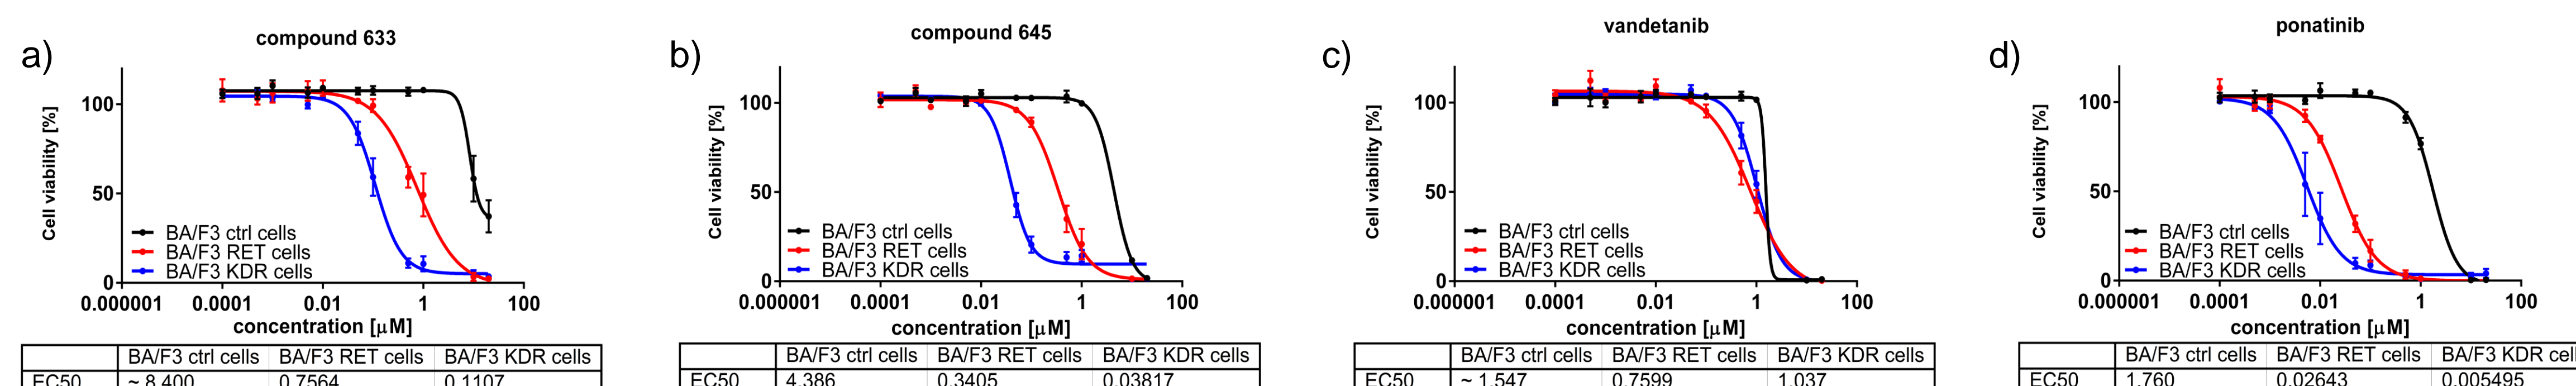 a)
compound 633
Cell viability [%]
100
50
0
BA/F3 ctrl cells
BA/F3 RET cells
BA/F3 KDR cells
0.000001 0.0001 0.01 1 100
concentration [μM]
BA/F3 ctrl cells BA/F3 RET cells BA/F3 KDR cells
EC50 ~ 8.400 0.7564 0.1107
b)
compound 645
Cell viability [%]
100
50
0
BA/F3 ctrl cells
BA/F3 RET cells
BA/F3 KDR cells
0.000001 0.0001 0.01 1 100
concentration [μM]
BA/F3 ctrl cells BA/F3 RET cells BA/F3 KDR cells
EC50 4.386 0.3405 0.03817
c)
vandetanib
Cell viability [%]
100
50
0
BA/F3 ctrl cells
BA/F3 RET cells
BA/F3 KDR cells
0.000001 0.0001 0.01 1 100
concentration [μM]
BA/F3 ctrl cells BA/F3 RET cells BA/F3 KDR cells
EC50 ~ 1.547 0.7599 1.037
d)
ponatinib
Cell viability [%]
100
50
0
BA/F3 ctrl cells
BA/F3 RET cells
BA/F3 KDR cells
0.000001 0.0001 0.01 1 100
concentration [μM]
BA/F3 ctrl cells BA/F3 RET cells BA/F3 KDR cel
EC50 1.760 0.02643 0.005495